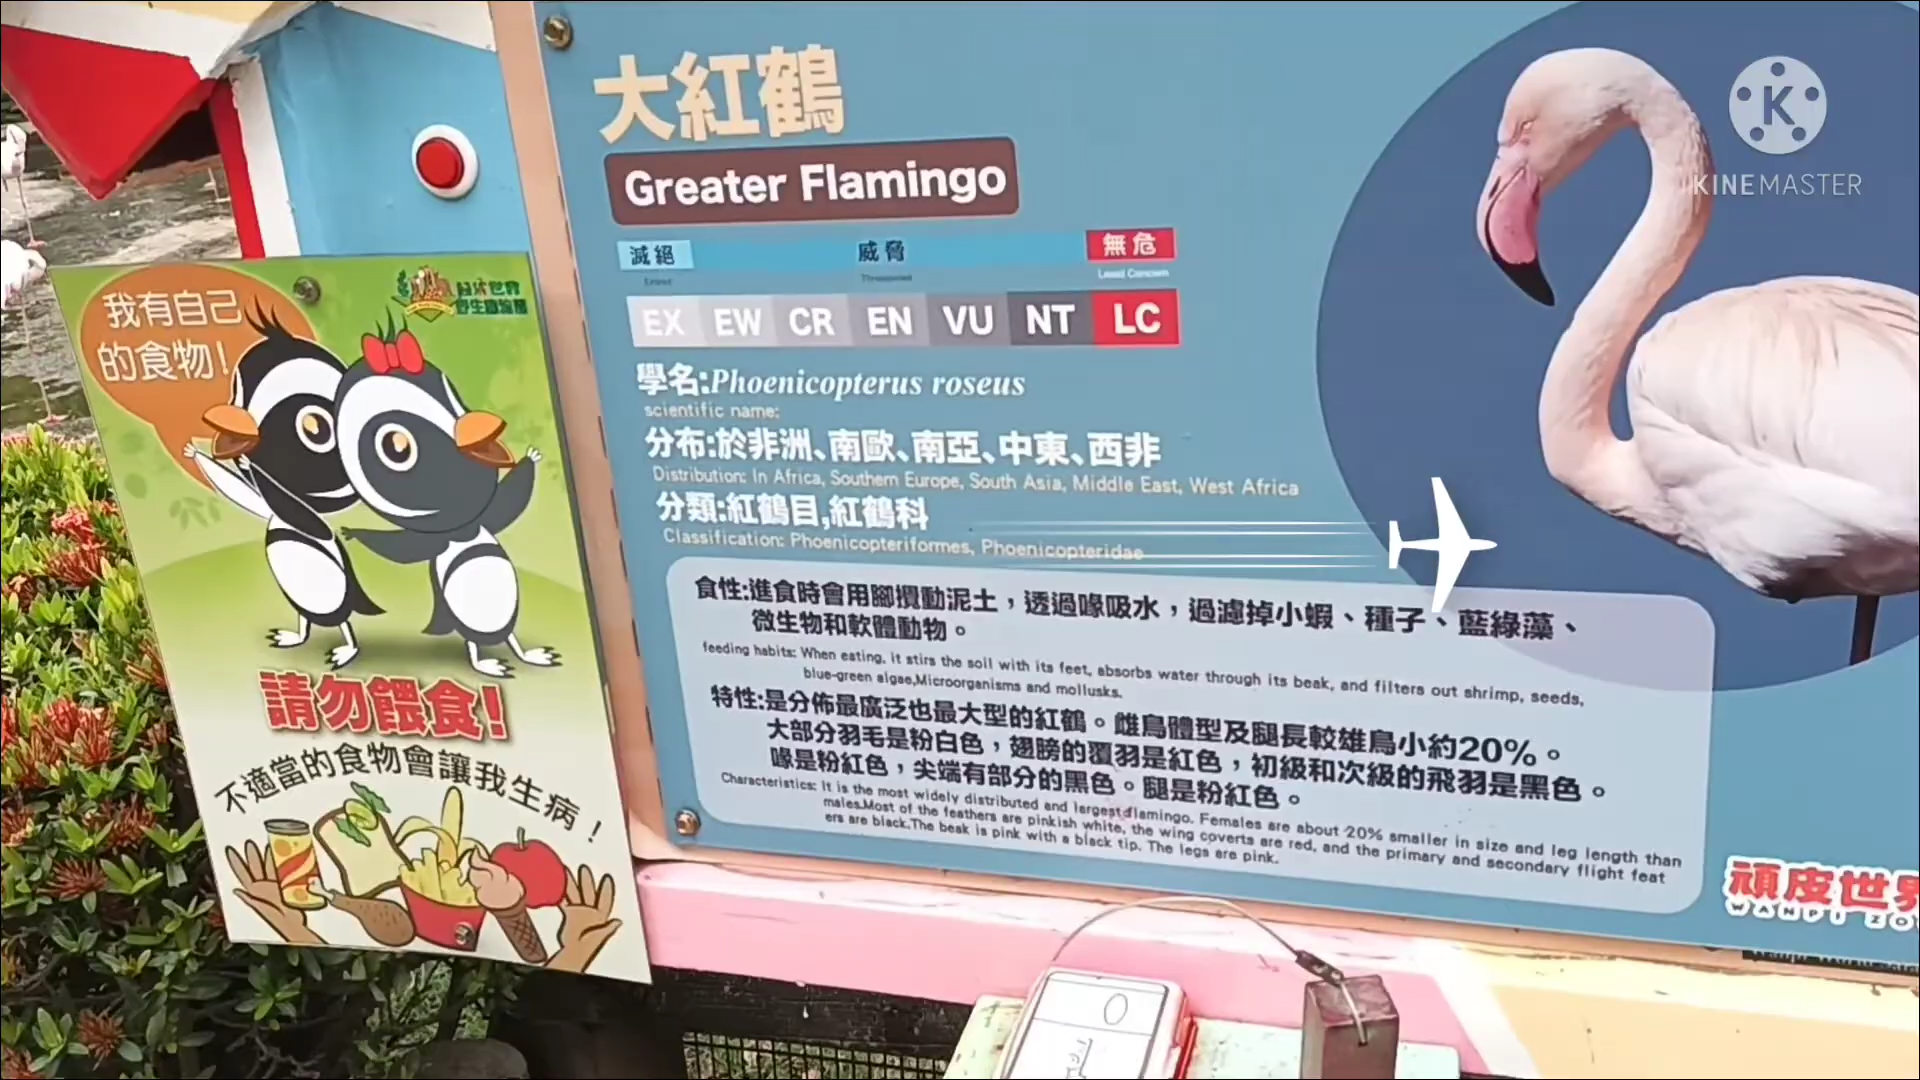 我有自己
的食物!
請勿餵食!
不適當的食物會讓我生病!
大紅鶴
Greater Flamingo
滅絕 威脅 無危
Extinct Threatened Least Concern
EX EW CR EN VU NT LC
學名:Phoenicopterus roseus
scientific name:
分布:於非洲、南歐、南亞、中東、西非
Distribution: In Africa, Southern Europe, South Asia, Middle East, West Africa
分類:紅鶴目,紅鶴科
Classification: Phoenicopteriformes, Phoenicopteridae
食性:進食時會用腳攪動泥土，透過喙吸水，過濾掉小蝦、種子、藍綠藻、
微生物和軟體動物。
feeding habits: When eating, it stirs the soil with its feet, absorbs water through its beak, and filters out shrimp, seeds,
blue-green algae,Microorganisms and mollusks.
特性:是分佈最廣泛也最大型的紅鶴。雌鳥體型及腿長較雄鳥小約20%。
大部分羽毛是粉白色，翅膀的覆羽是紅色，初級和次級的飛羽是黑色。
喙是粉紅色，尖端有部分的黑色。腿是粉紅色。
Characteristics: It is the most widely distributed and largest flamingo. Females are about 20% smaller in size and leg length than
males.Most of the feathers are pinkish white, the wing coverts are red, and the primary and secondary flight feat
ers are black.The beak is pink with a black tip. The legs are pink.
頑皮世界
WANPI ZO
K
KINEMASTER